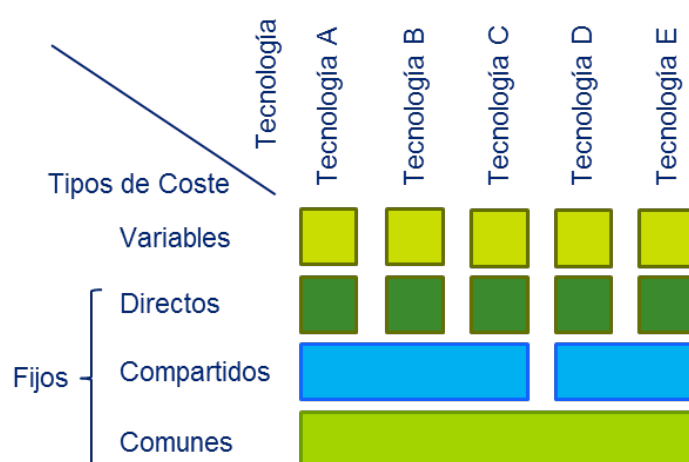 Tecnología
Tecnología A
Tecnología B
Tecnología C
Tecnología D
Tecnología E
Tipos de Coste
Variables
Directos
Fijos
Compartidos
Comunes